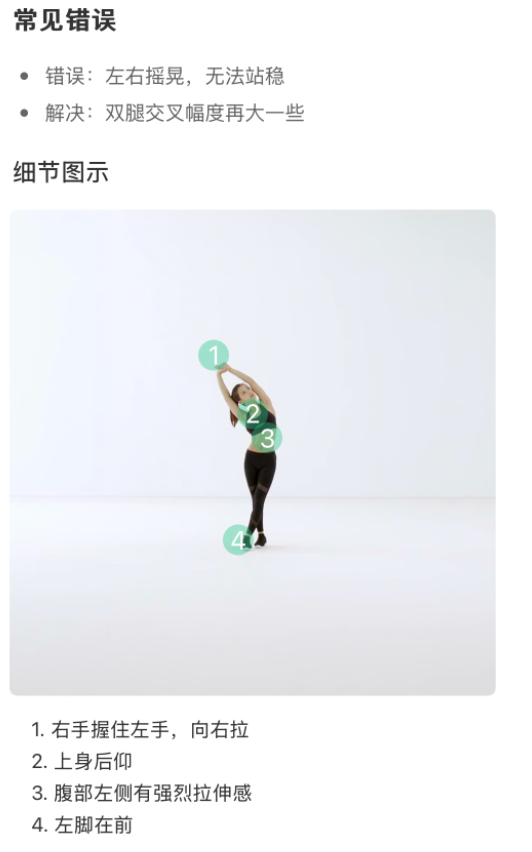 常见错误
错误：左右摇晃，无法站稳
解决：双腿交叉幅度再大一些
细节图示
1
2
3
4
1. 右手握住左手，向右拉
2. 上身后仰
3. 腹部左侧有强烈拉伸感
4. 左脚在前